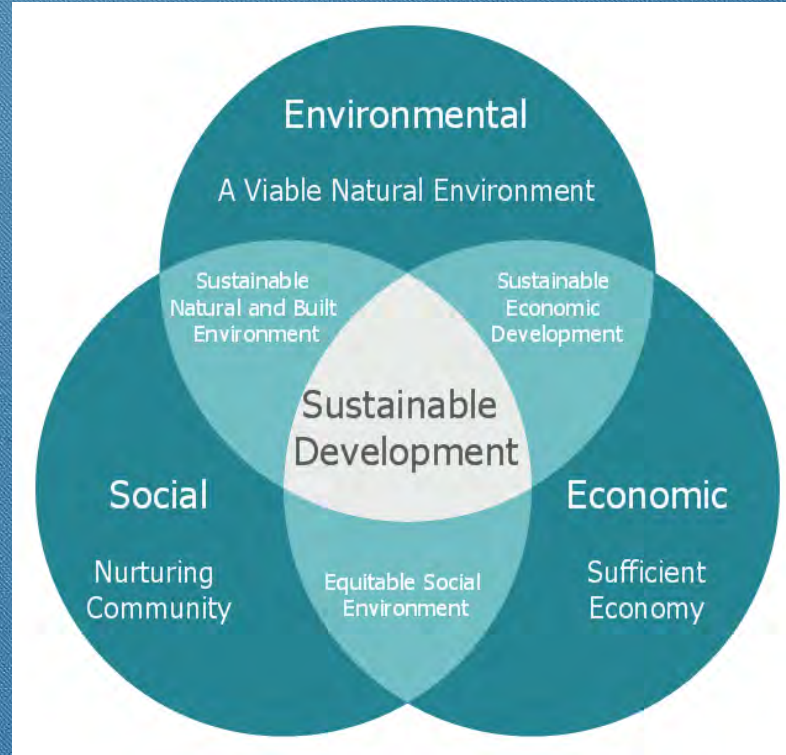 Environmental
A Viable Natural Environment
Sustainable
Natural and Built
Environment
Sustainable
Economic
Development
Sustainable
Development
Social
Nurturing
Community
Equitable Social
Environment
Economic
Sufficient
Economy